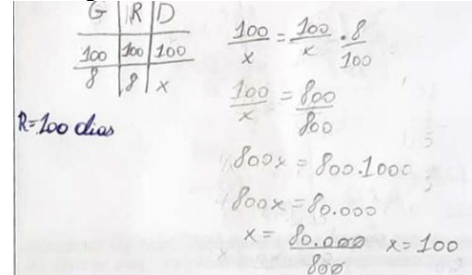 G | R | D
100 | 100 | 100
8 | 8 | x
R=100 dias
100/x = 100/x . 8/100
100/x = 800/800
800x = 800.1000
800x = 80.000
x = 80.000/800 x = 100